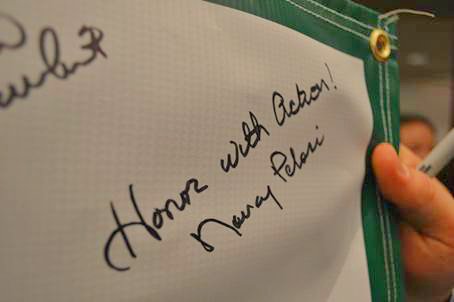 Honor with Action!
Nancy Pelosi